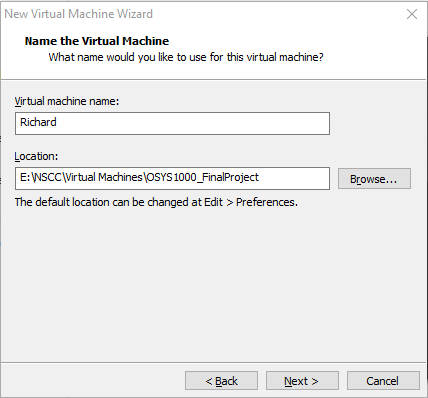 New Virtual Machine Wizard
Name the Virtual Machine
What name would you like to use for this virtual machine?
Virtual machine name:
Richard
Location:
E:\NSCC\Virtual Machines\OSYS1000_FinalProject
Browse...
The default location can be changed at Edit > Preferences.
< Back Next > Cancel